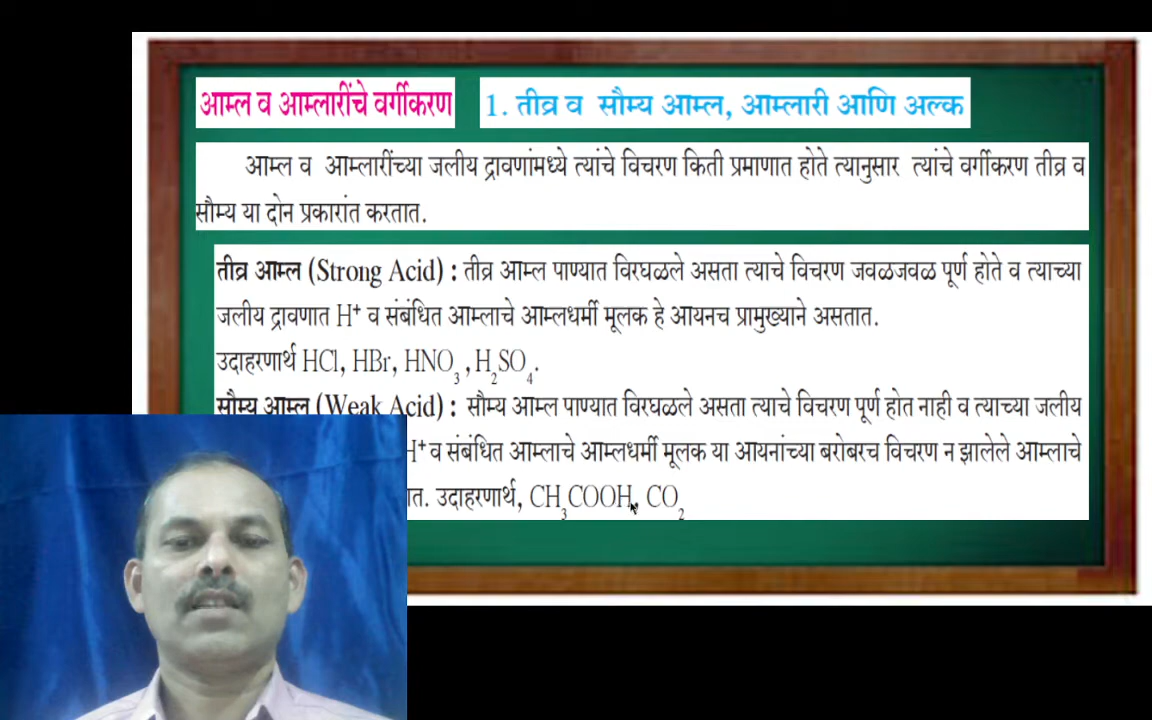 आम्ल व आम्लारींचे वर्गीकरण 1. तीव्र व सौम्य आम्ल, आम्लारी आणि अल्क
आम्ल व आम्लारींच्या जलीय द्रावणांमध्ये त्यांचे विचरण किती प्रमाणात होते त्यानुसार त्यांचे वर्गीकरण तीव्र व
सौम्य या दोन प्रकारांत करतात.
तीव्र आम्ल (Strong Acid) : तीव्र आम्ल पाण्यात विरघळले असता त्याचे विचरण जवळजवळ पूर्ण होते व त्याच्या
जलीय द्रावणात H⁺ व संबंधित आम्लाचे आम्लधर्मी मूलक हे आयनच प्रामुख्याने असतात.
उदाहरणार्थ HCl, HBr, HNO₃ ,H₂SO₄.
सौम्य आम्ल (Weak Acid) : सौम्य आम्ल पाण्यात विरघळले असता त्याचे विचरण पूर्ण होत नाही व त्याच्या जलीय
H⁺ व संबंधित आम्लाचे आम्लधर्मी मूलक या आयनांच्या बरोबरच विचरण न झालेले आम्लाचे
उदाहरणार्थ, CH₃COOH, CO₂